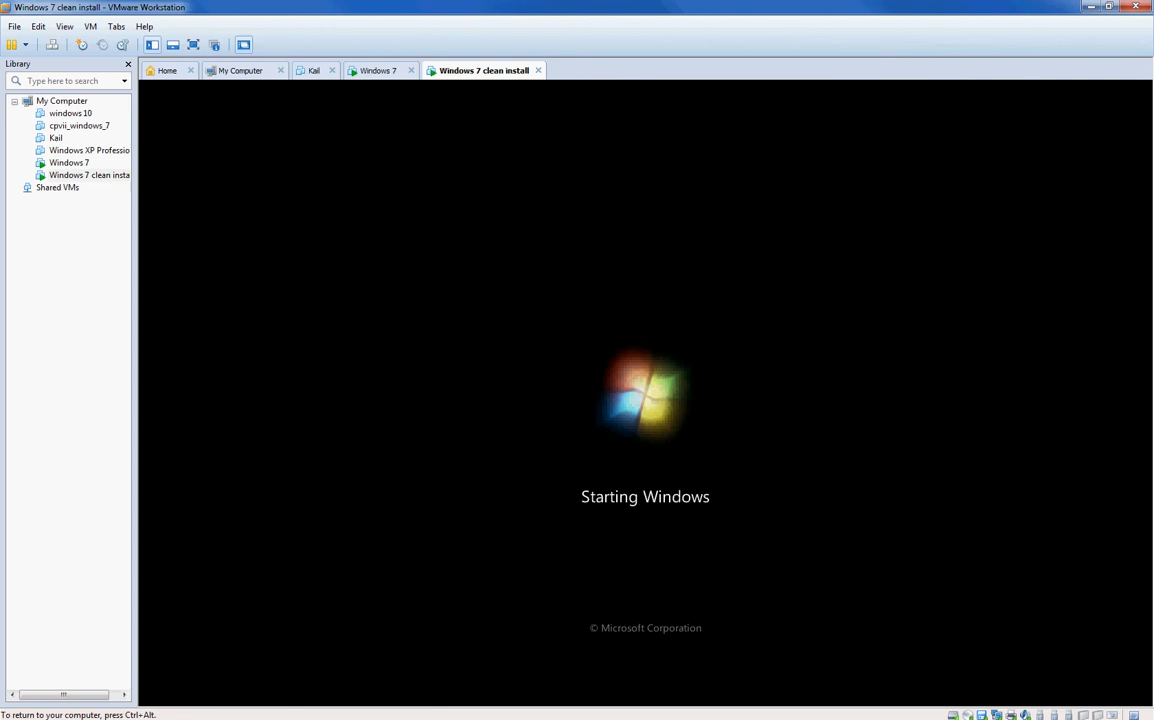 Windows 7 clean install - VMware Workstation
File Edit View VM Tabs Help
Library
Type here to search
Home My Computer Kail Windows 7 Windows 7 clean install
My Computer
windows 10
cpvii_windows_7
Kail
Windows XP Professio
Windows 7
Windows 7 clean insta
Shared VMs
Starting Windows
© Microsoft Corporation
To return to your computer, press Ctrl+Alt.